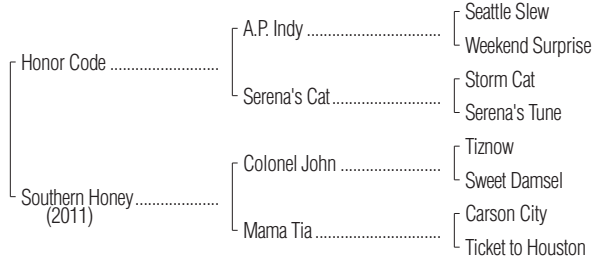 Seattle Slew
A.P. Indy ..............................
Weekend Surprise
Honor Code ........................
Storm Cat
Serena's Cat........................
Serena's Tune
Tiznow
Colonel John ......................
Sweet Damsel
Southern Honey..................
(2011)
Carson City
Mama Tia ............................
Ticket to Houston